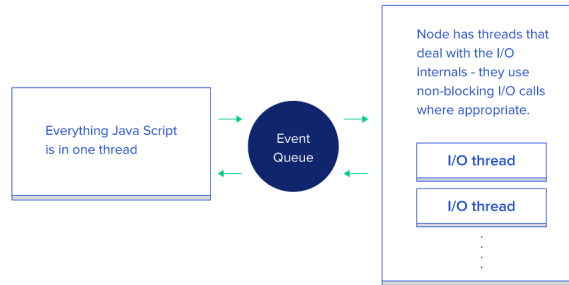 Everything Java Script
is in one thread
Event
Queue
Node has threads that
deal with the I/O
internals - they use
non-blocking I/O calls
where appropriate.
I/O thread
I/O thread